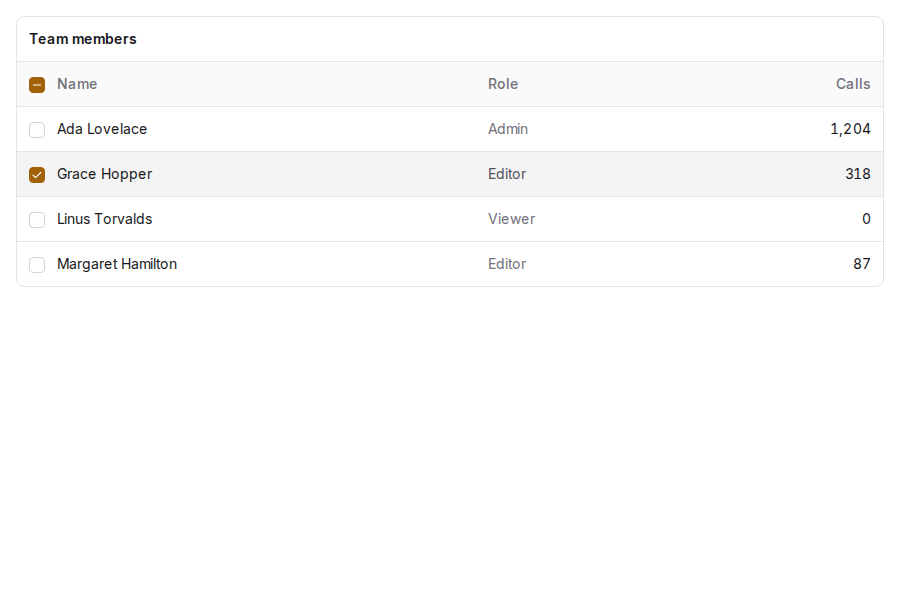 Team members
Name Role Calls
Ada Lovelace Admin 1,204
Grace Hopper Editor 318
Linus Torvalds Viewer 0
Margaret Hamilton Editor 87